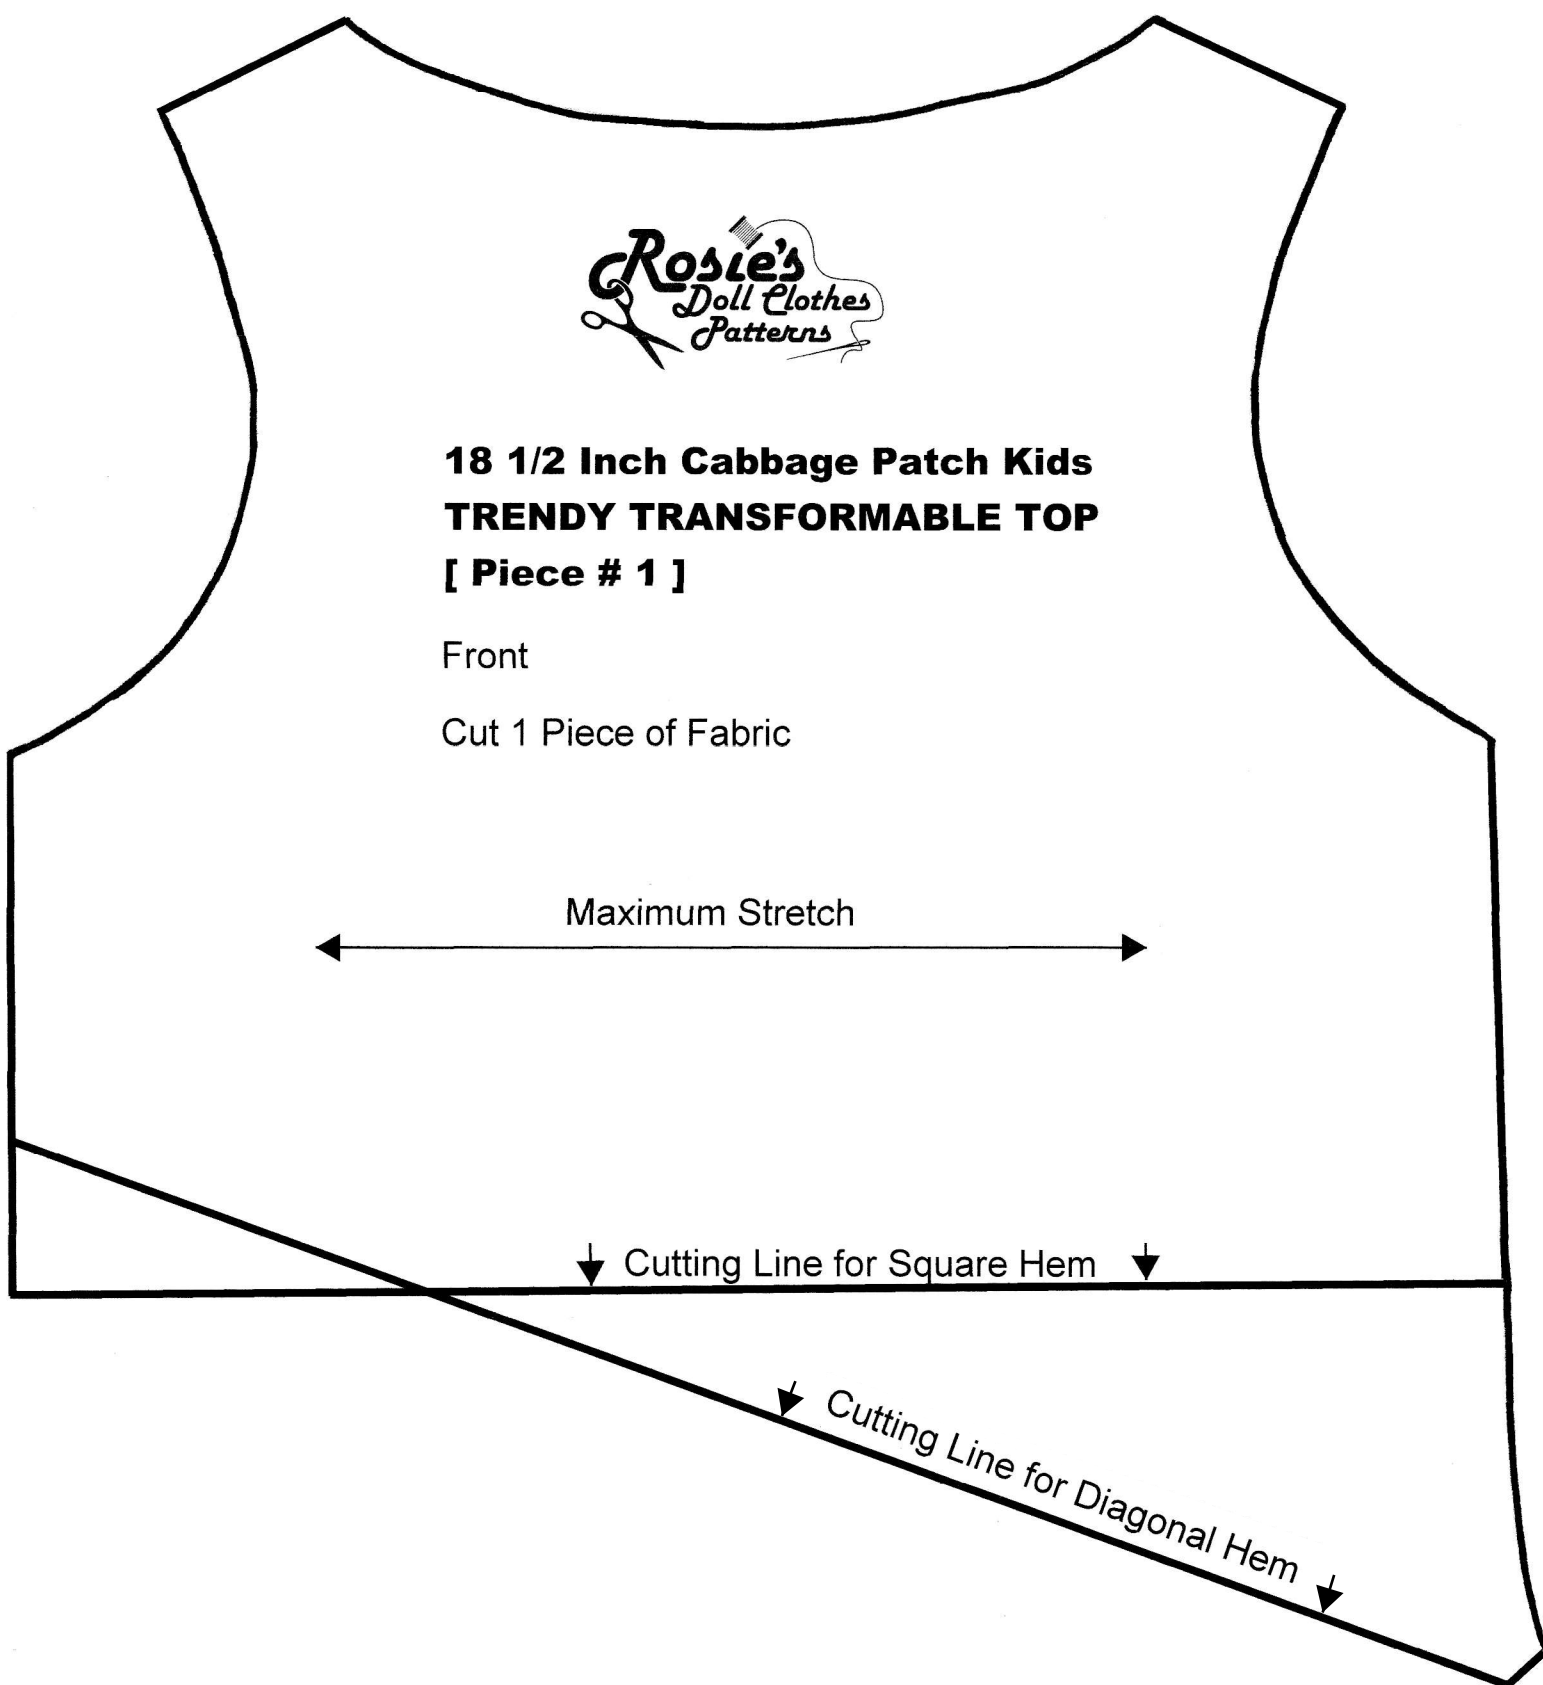 Rosie's
Doll Clothes
Patterns
18 1/2 Inch Cabbage Patch Kids
TRENDY TRANSFORMABLE TOP
[ Piece # 1 ]
Front
Cut 1 Piece of Fabric
Maximum Stretch
Cutting Line for Square Hem
Cutting Line for Diagonal Hem